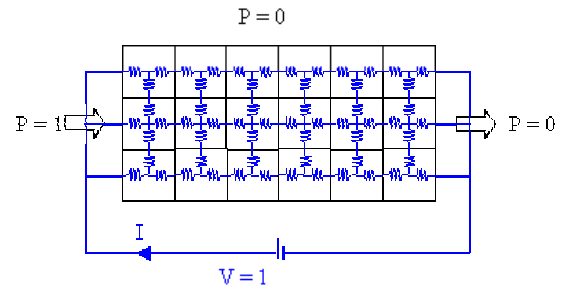 P = 0
P = 1
P = 0
I
V = 1